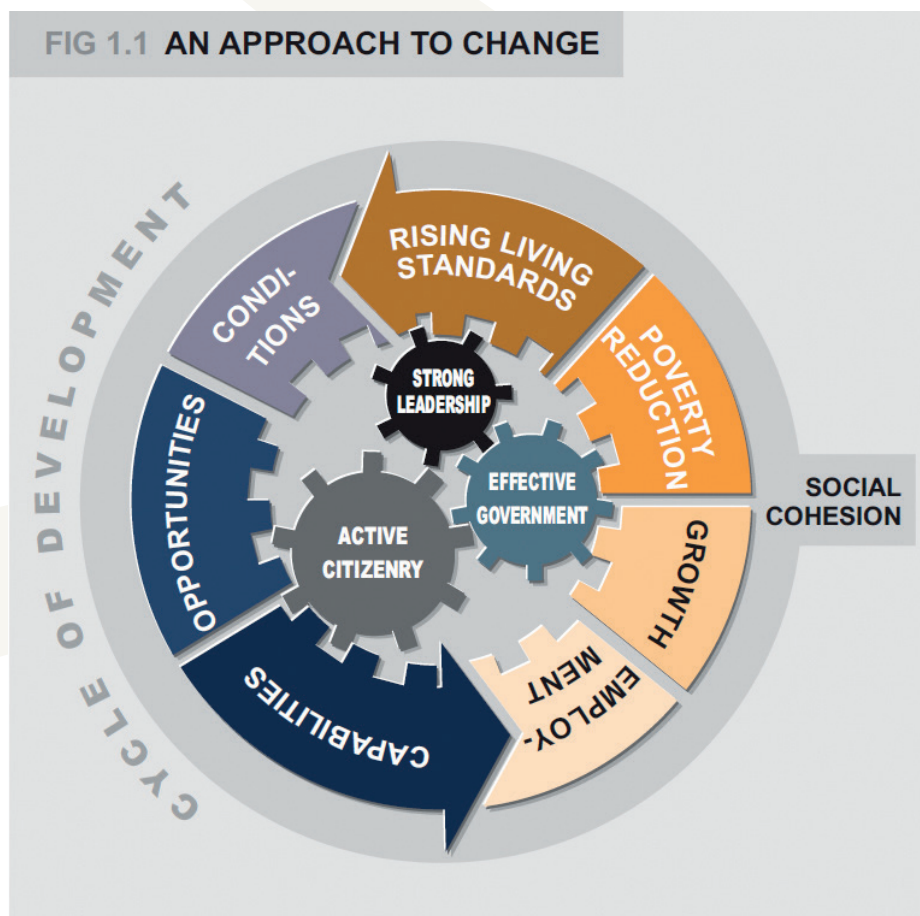 FIG 1.1 AN APPROACH TO CHANGE
CYCLE OF DEVELOPMENT
RISING LIVING
STANDARDS
CONDI-
TIONS
POVERTY
REDUCTION
STRONG
LEADERSHIP
OPPORTUNITIES
EFFECTIVE
GOVERNMENT
SOCIAL
COHESION
ACTIVE
CITIZENRY
GROWTH
CAPABILITIES
EMPLOY-
MENT